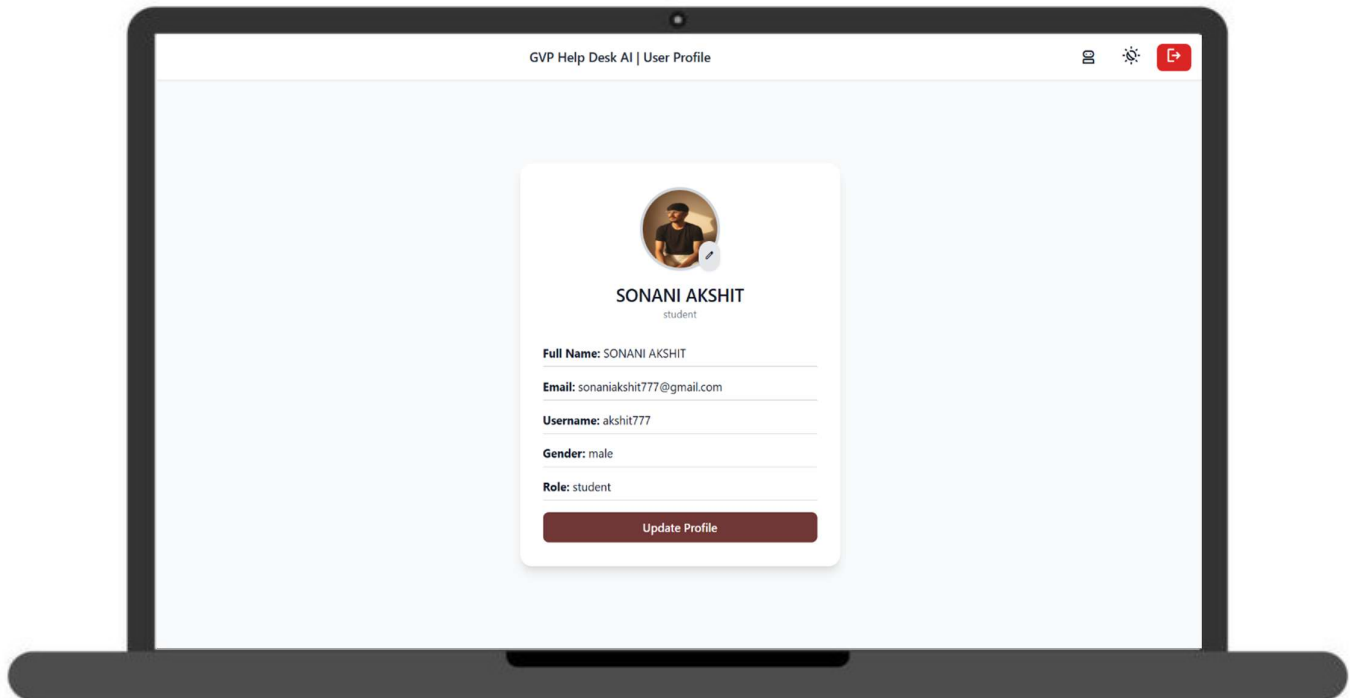 GVP Help Desk AI | User Profile
SONANI AKSHIT
student
Full Name: SONANI AKSHIT
Email: sonaniakshit777@gmail.com
Username: akshit777
Gender: male
Role: student
Update Profile